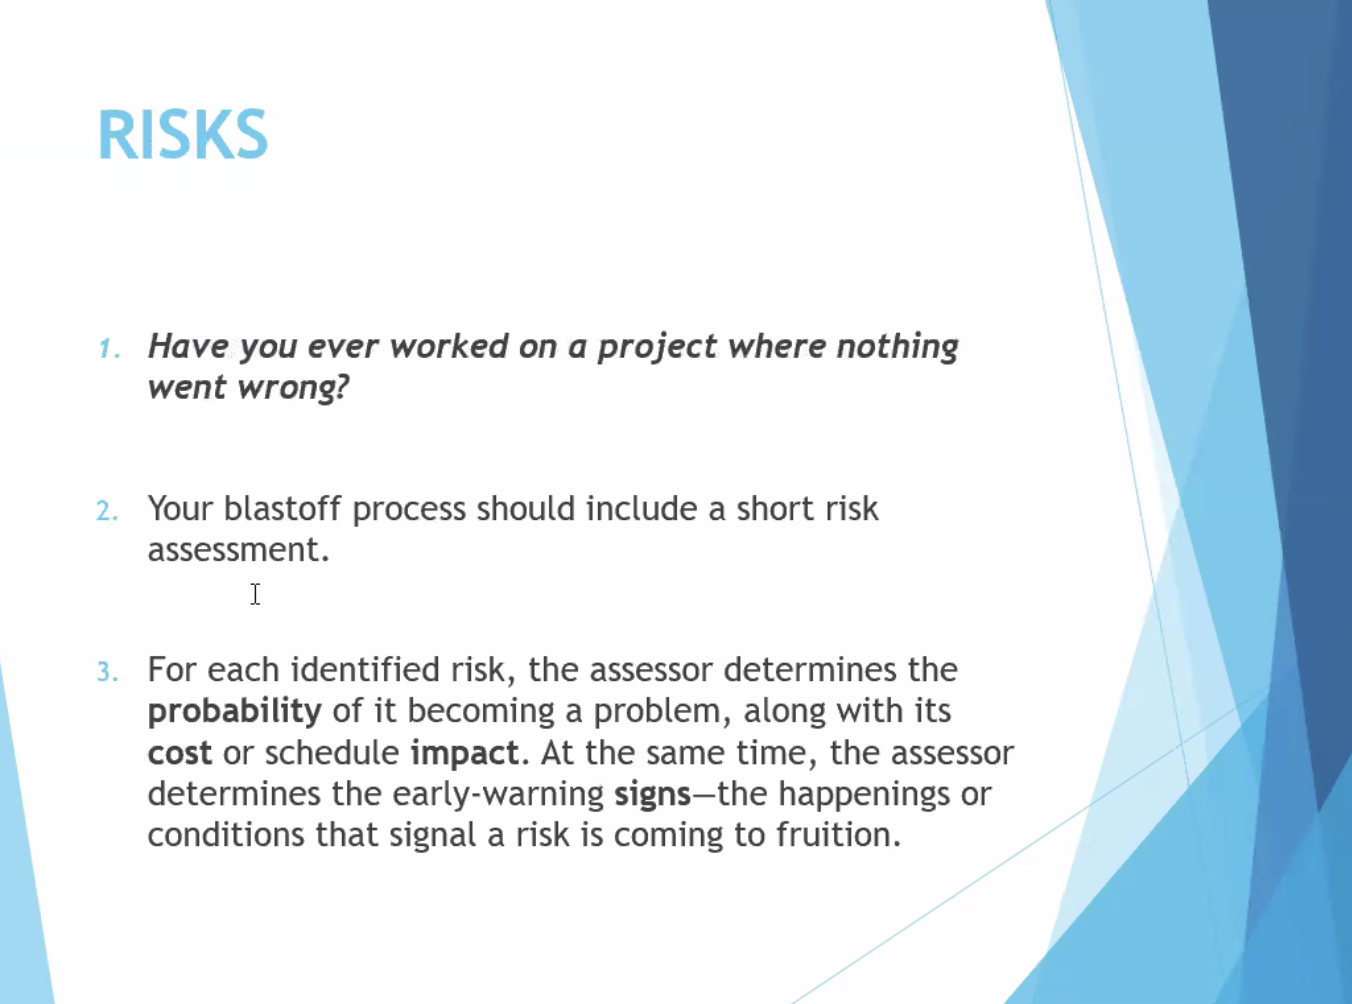 RISKS
1. Have you ever worked on a project where nothing
went wrong?
2. Your blastoff process should include a short risk
assessment.
3. For each identified risk, the assessor determines the
probability of it becoming a problem, along with its
cost or schedule impact. At the same time, the assessor
determines the early-warning signs—the happenings or
conditions that signal a risk is coming to fruition.